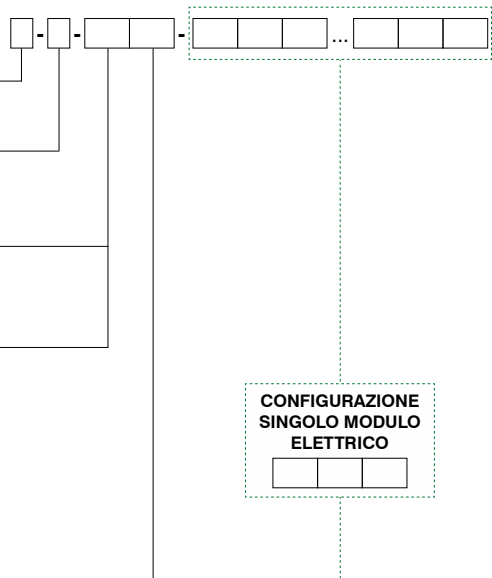 - - - ...
CONFIGURAZIONE
SINGOLO MODULO
ELETTRICO